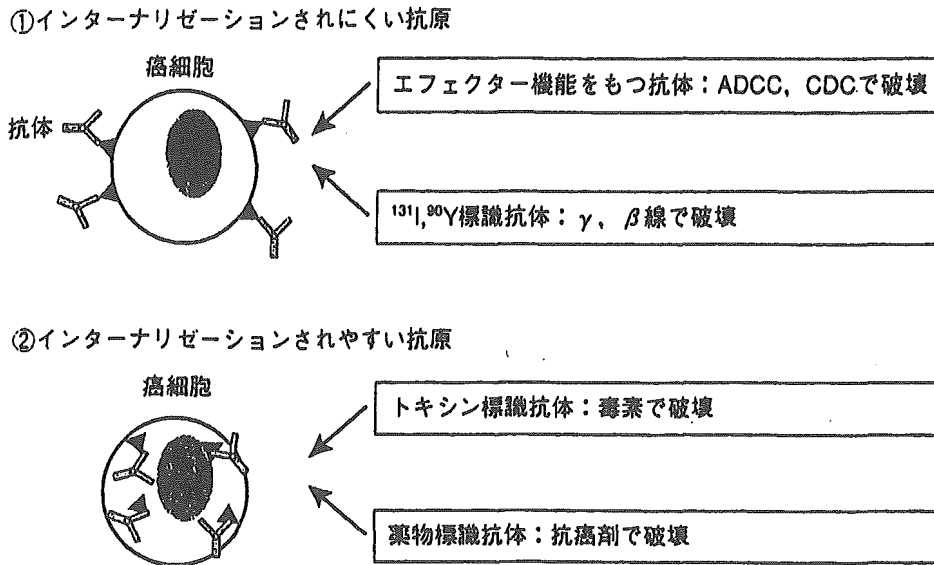 ①インターナリゼーションされにくい抗原
癌細胞
抗体
エフェクター機能をもつ抗体：ADCC，CDCで破壊
¹³¹I,⁹⁰Y標識抗体：γ，β線で破壊
②インターナリゼーションされやすい抗原
癌細胞
トキシン標識抗体：毒素で破壊
薬物標識抗体：抗癌剤で破壊